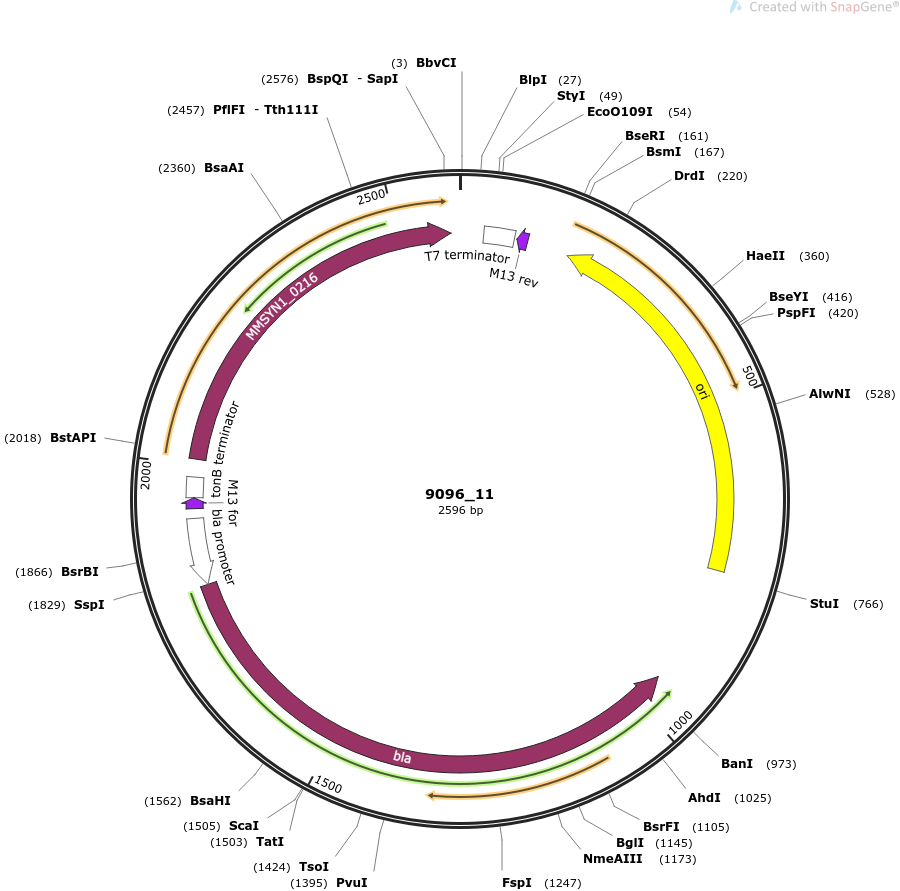 Created with SnapGene®
(3) BbvCI
(2576) BspQI - SapI
BlpI (27)
StyI (49)
(2457) PflFI - Tth111I
EcoO109I (54)
BseRI (161)
BsmI (167)
(2360) BsaAI
DrdI (220)
2500
T7 terminator
M13 rev
HaeII (360)
MMSYN1_0216
BseYI (416)
PspFI (420)
500
ori
AlwNI (528)
(2018) BstAPI
tonB terminator
2000
M13 for
9096_11
2596 bp
bla promoter
(1866) BsrBI
(1829) SspI
StuI (766)
1000
bla
BanI (973)
1500
AhdI (1025)
(1562) BsaHI
(1505) ScaI
BsrFI (1105)
(1503) TatI
BglI (1145)
NmeAIII (1173)
(1424) TsoI
(1395) PvuI
FspI (1247)